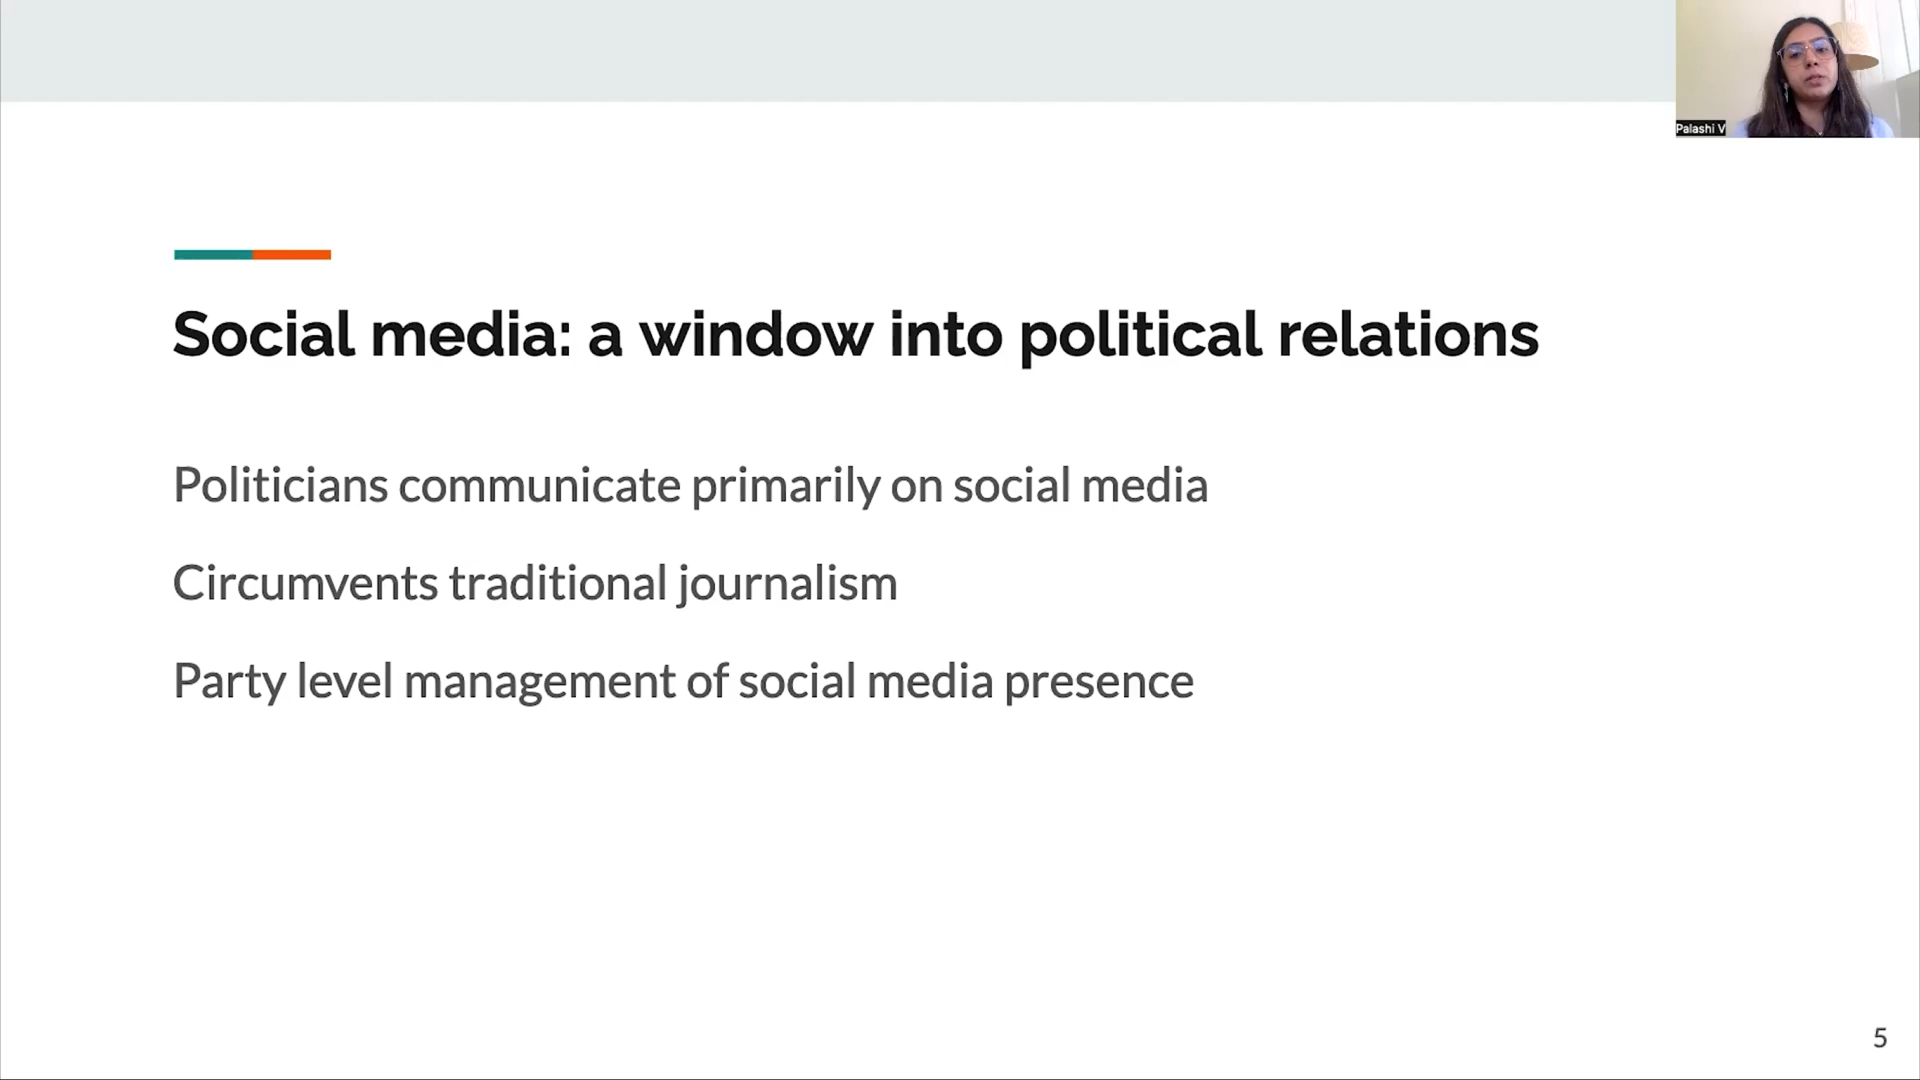 Palashi V
Social media: a window into political relations
Politicians communicate primarily on social media
Circumvents traditional journalism
Party level management of social media presence
5